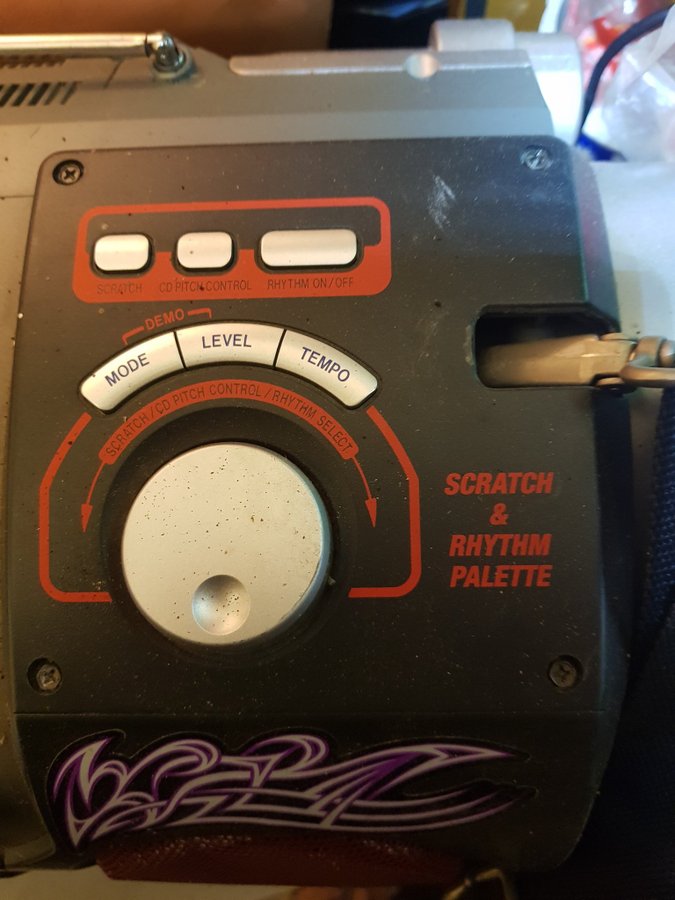 SCRATCH CD PITCH CONTROL RHYTHM ON/OFF
DEMO
MODE LEVEL TEMPO
SCRATCH/CD PITCH CONTROL/RHYTHM SELECT
SCRATCH
&
RHYTHM
PALETTE